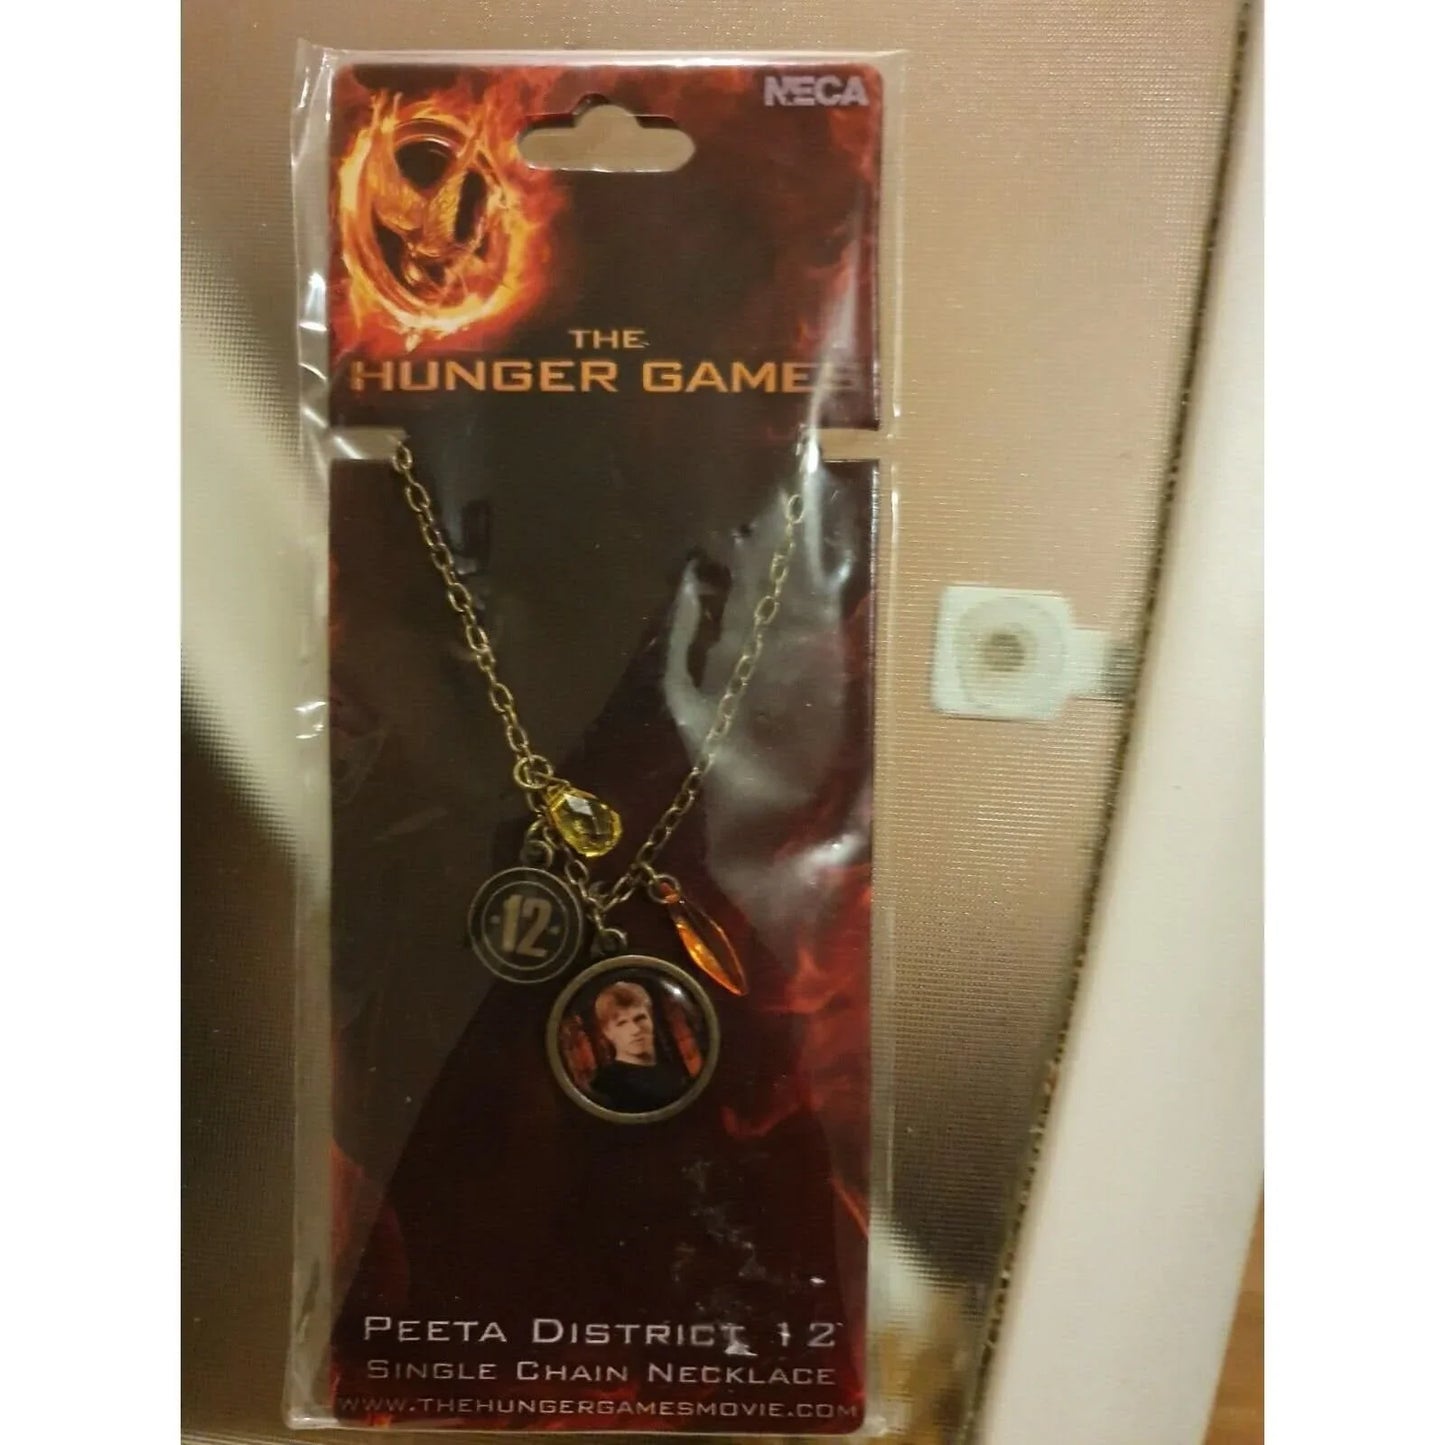 NECA
THE
HUNGER GAMES
·12·
PEETA DISTRICT 12
SINGLE CHAIN NECKLACE
WWW.THEHUNGERGAMESMOVIE.COM